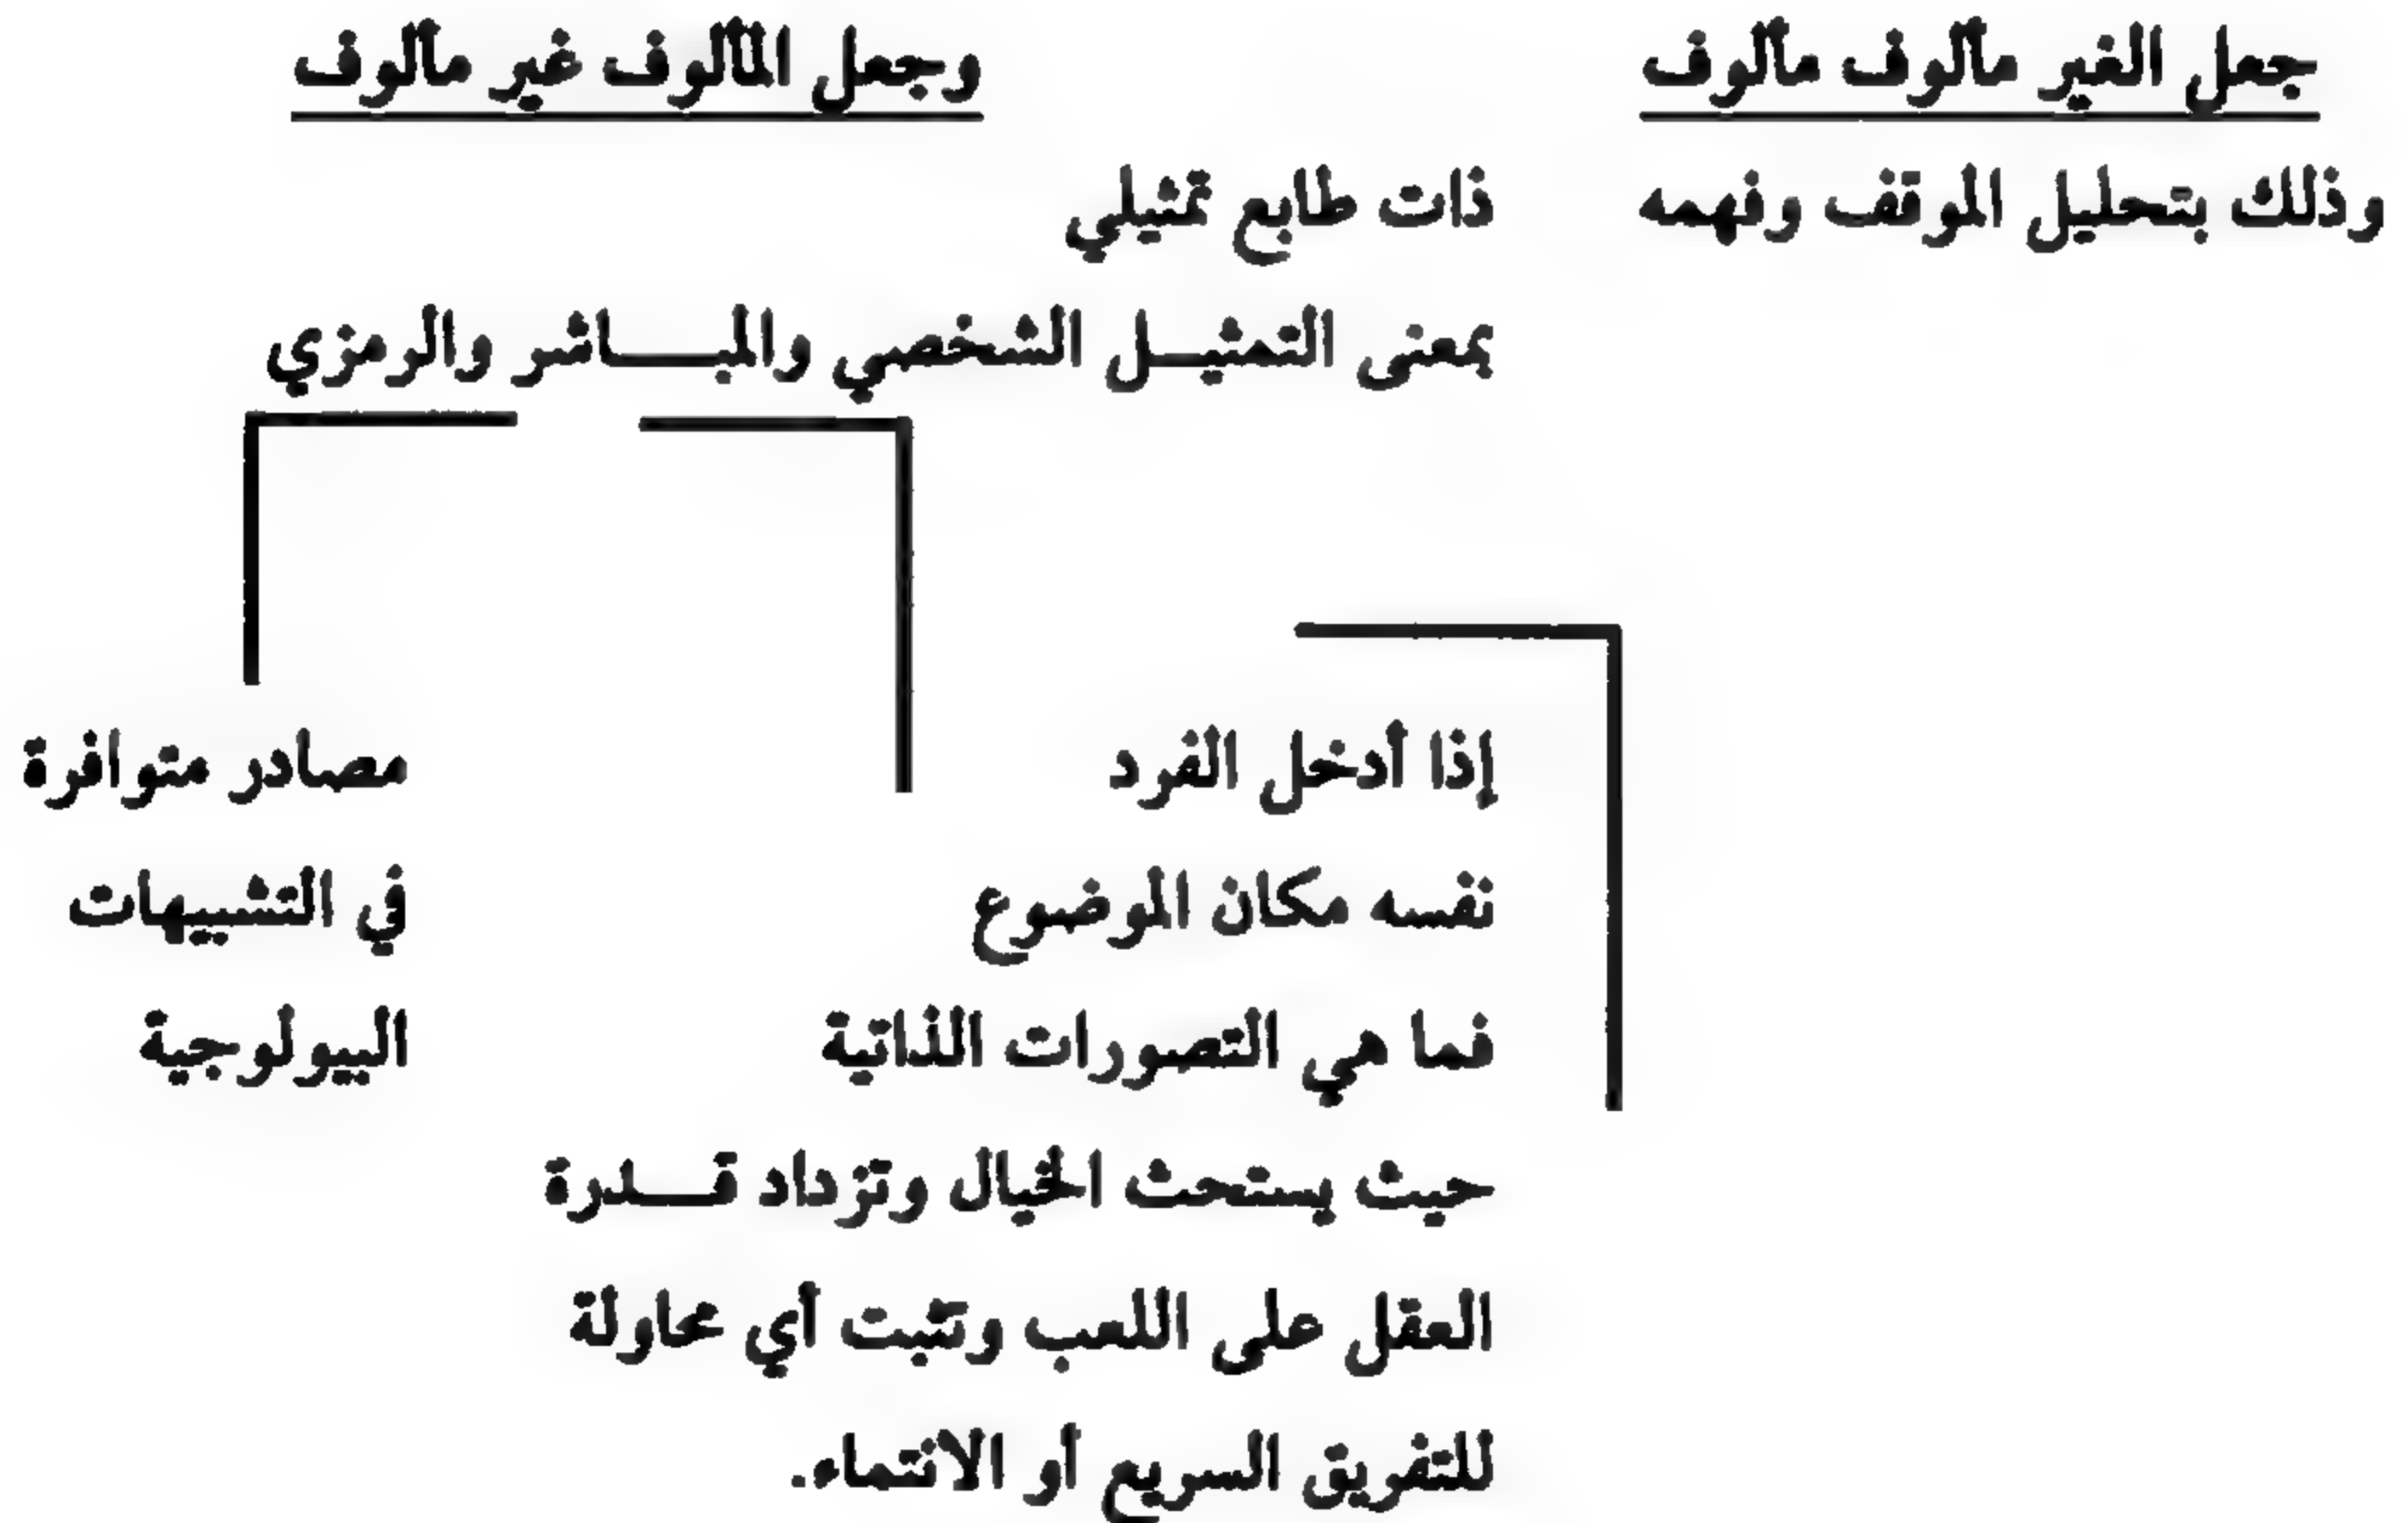 جعل الغير مألوف مألوف
وذلك بتحليل الموقف وفهمه
وجعل المألوف غير مألوف
ذات طابع تمثيلي
بمعنى التمثيل الشخصي والمباشر والرمزي
إذا أدخل الفرد
نفسه مكان الموضوع
فما هي التصورات الذاتية
حيث يستحث الخيال وتزداد قدرة
العقل على اللعب وتثبت أي محاولة
للتفريق السريع أو الانتماء.
مصادر متوافرة
في التشبيهات
البيولوجية